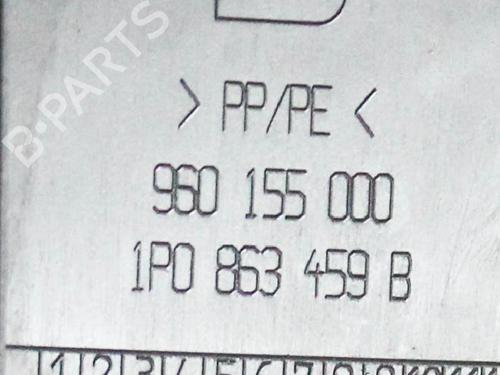 B-PARTS
> PP/PE <
960 155 000
1P0 863 459 B